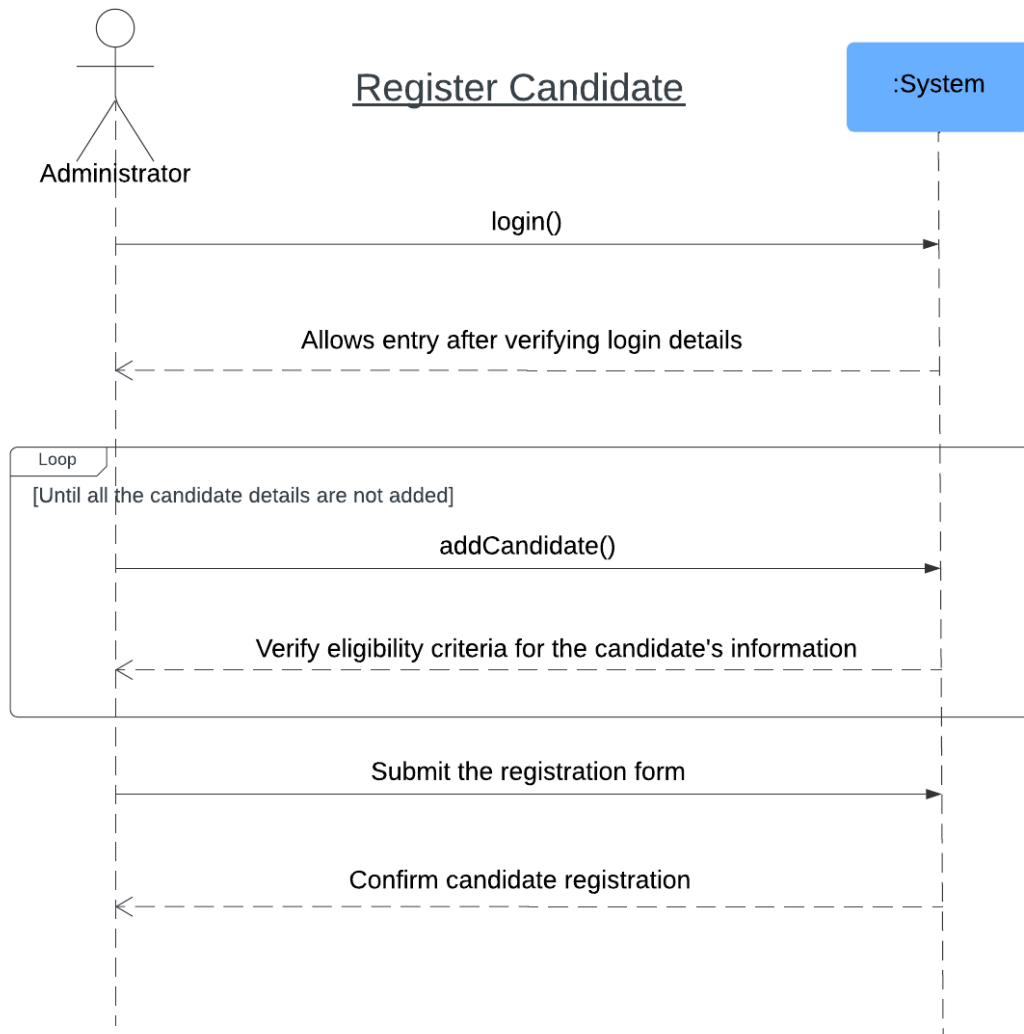 Register Candidate
:System
Administrator
login()
Allows entry after verifying login details
Loop
[Until all the candidate details are not added]
addCandidate()
Verify eligibility criteria for the candidate's information
Submit the registration form
Confirm candidate registration